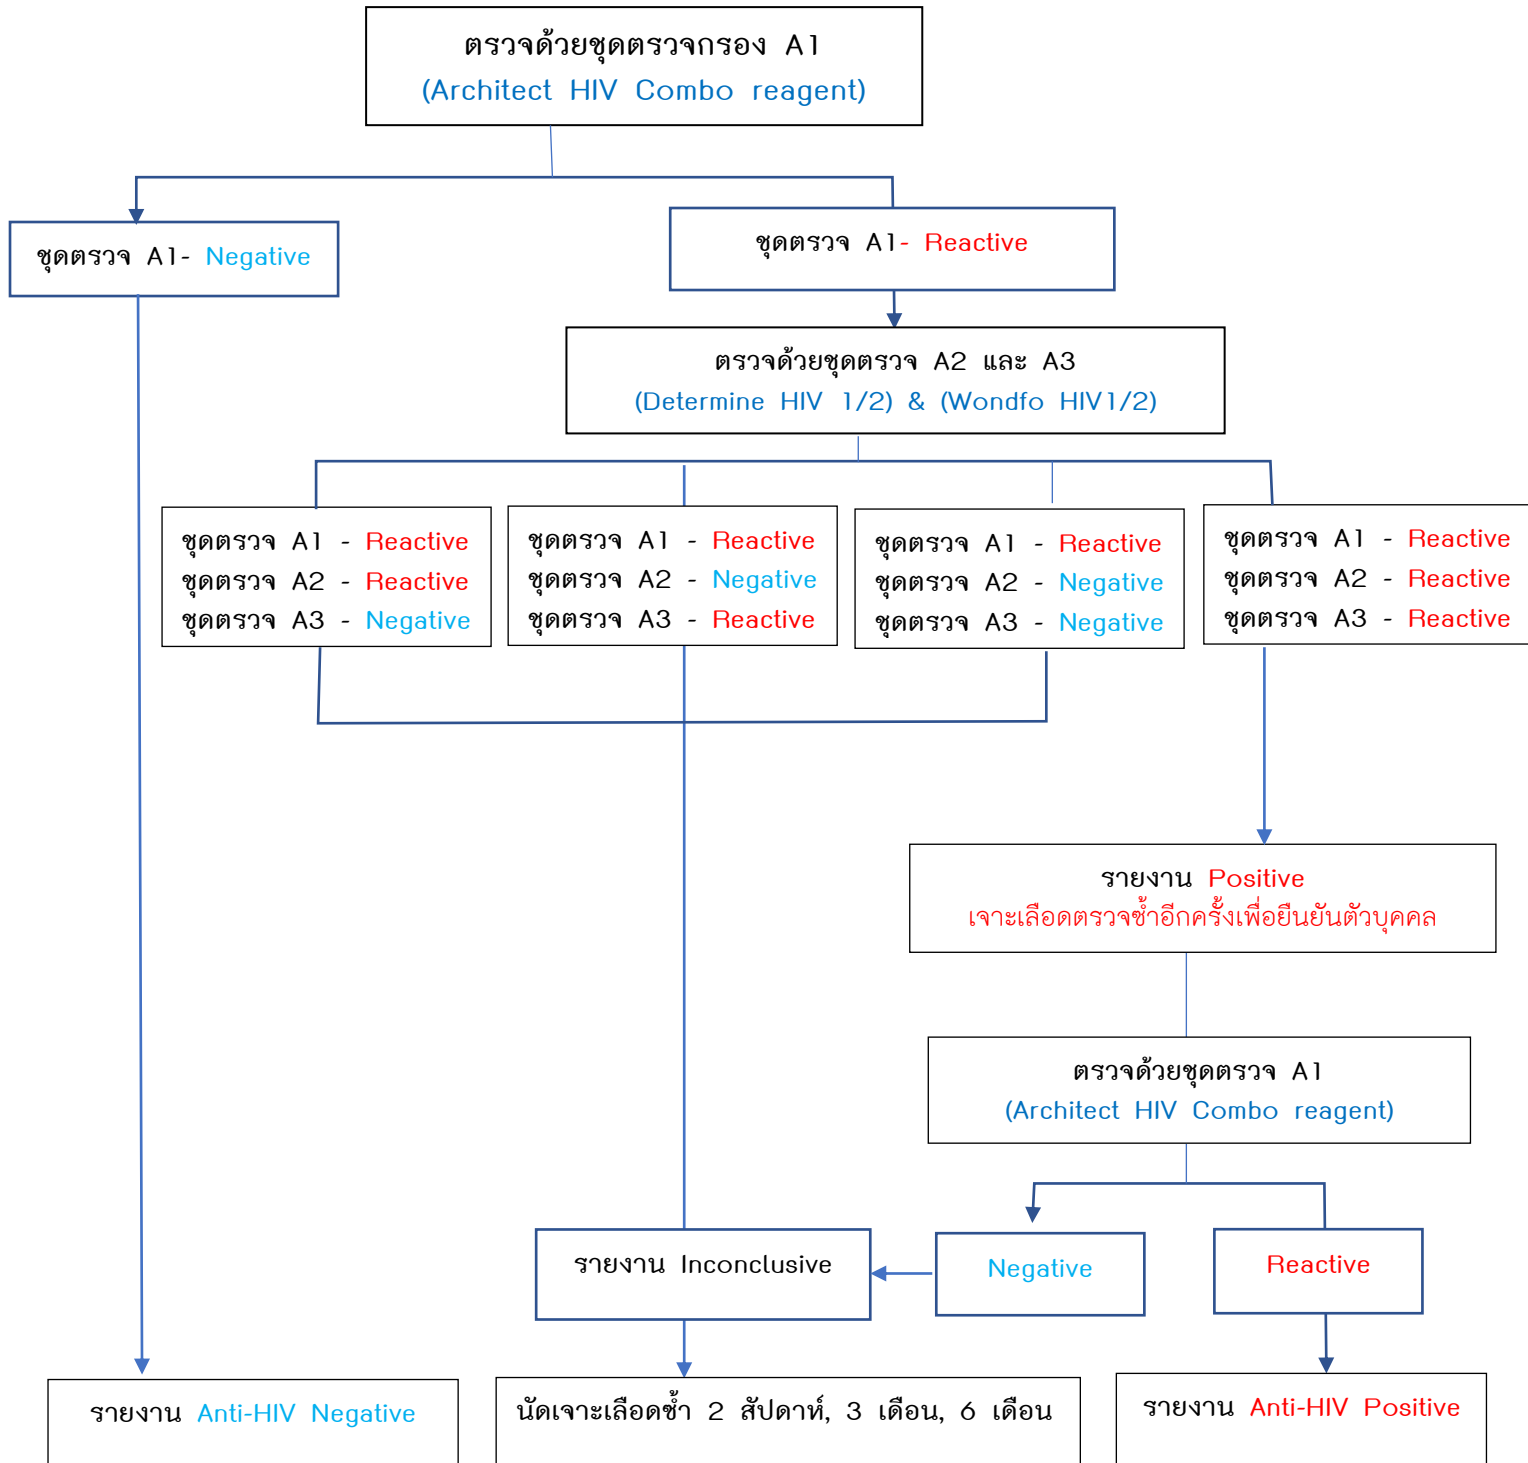 ตรวจด้วยชุดตรวจกรอง A1
(Architect HIV Combo reagent)
ชุดตรวจ A1- Negative
ชุดตรวจ A1- Reactive
ตรวจด้วยชุดตรวจ A2 และ A3
(Determine HIV 1/2) & (Wondfo HIV1/2)
ชุดตรวจ A1 - Reactive
ชุดตรวจ A2 - Reactive
ชุดตรวจ A3 - Negative
ชุดตรวจ A1 - Reactive
ชุดตรวจ A2 - Negative
ชุดตรวจ A3 - Reactive
ชุดตรวจ A1 - Reactive
ชุดตรวจ A2 - Negative
ชุดตรวจ A3 - Negative
ชุดตรวจ A1 - Reactive
ชุดตรวจ A2 - Reactive
ชุดตรวจ A3 - Reactive
รายงาน Positive
เจาะเลือดตรวจซ้ำอีกครั้งเพื่อยืนยันตัวบุคคล
ตรวจด้วยชุดตรวจ A1
(Architect HIV Combo reagent)
รายงาน Inconclusive
Negative
Reactive
รายงาน Anti-HIV Negative
นัดเจาะเลือดซ้ำ 2 สัปดาห์, 3 เดือน, 6 เดือน
รายงาน Anti-HIV Positive